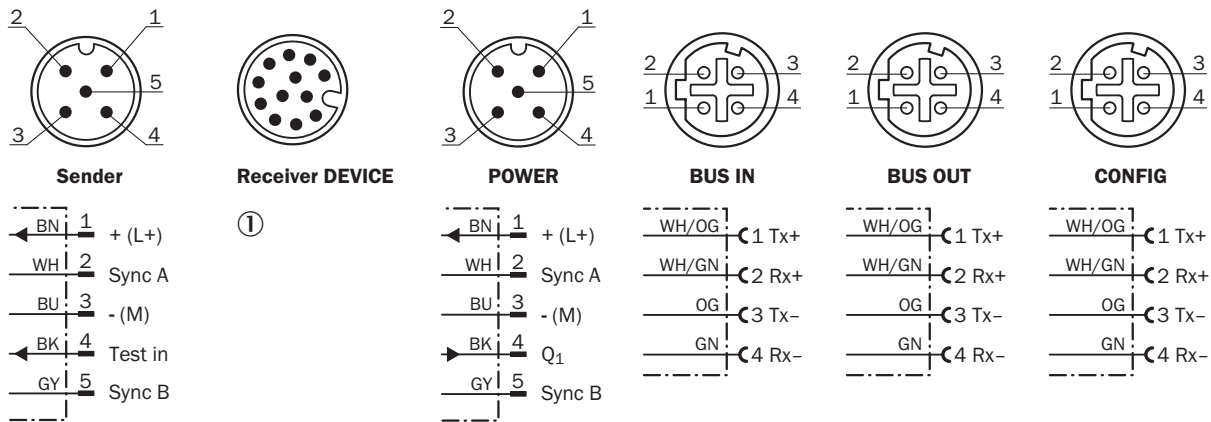 2 1
5
3 4
Sender
BN 1 + (L+)
WH 2 Sync A
BU 3 - (M)
BK 4 Test in
GY 5 Sync B
Receiver DEVICE
①
2 1
5
3 4
POWER
BN 1 + (L+)
WH 2 Sync A
BU 3 - (M)
BK 4 Q1
GY 5 Sync B
2 3
1 4
BUS IN
WH/OG 1 Tx+
WH/GN 2 Rx+
OG 3 Tx–
GN 4 Rx–
2 3
1 4
BUS OUT
WH/OG 1 Tx+
WH/GN 2 Rx+
OG 3 Tx–
GN 4 Rx–
2 3
1 4
CONFIG
WH/OG 1 Tx+
WH/GN 2 Rx+
OG 3 Tx–
GN 4 Rx–